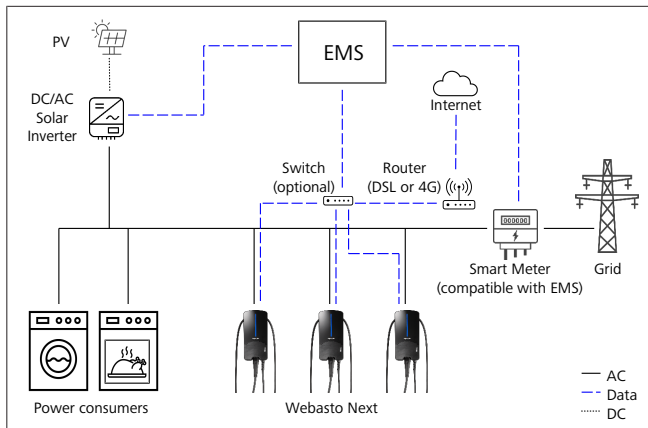 PV
EMS
DC/AC
Solar
Inverter
Internet
Switch
(optional)
Router
(DSL or 4G)
000000
Smart Meter
(compatible with EMS)
Grid
Power consumers
Webasto Next
AC
Data
DC